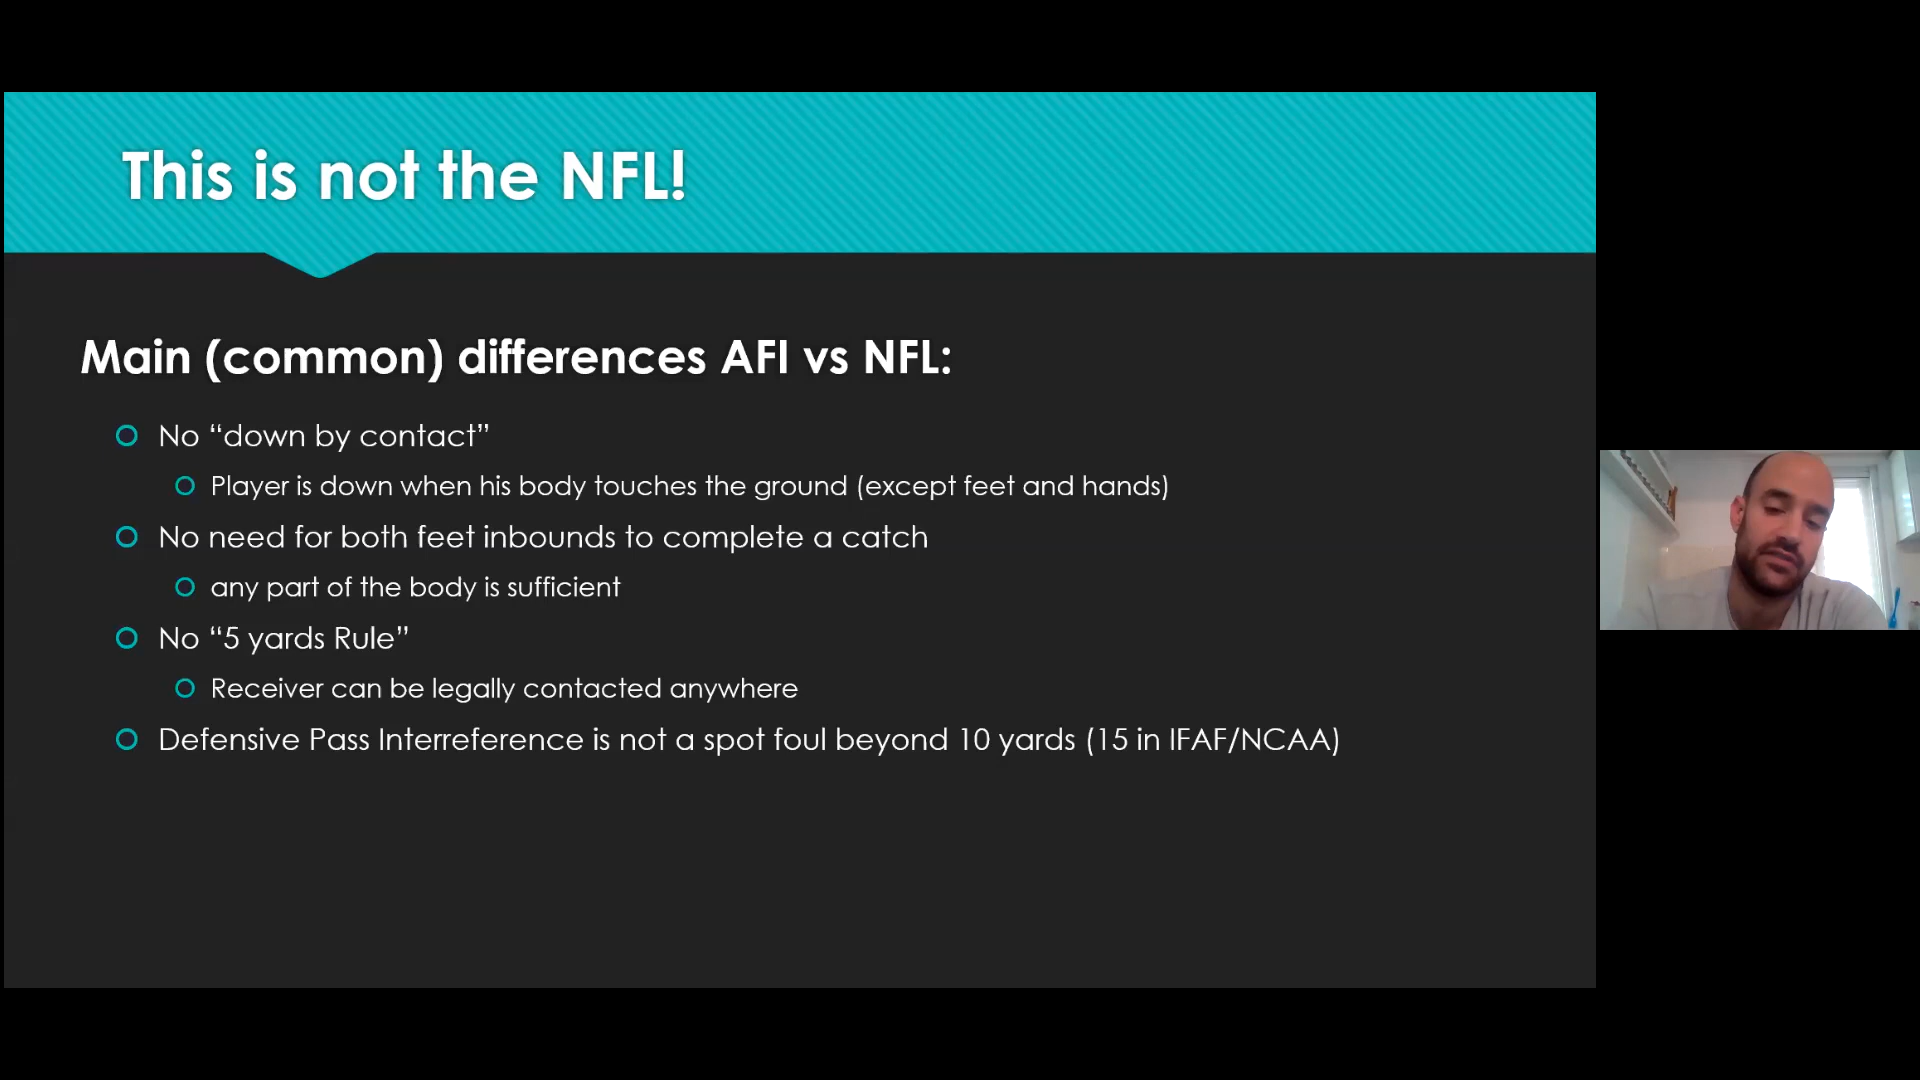 This is not the NFL!
Main (common) differences AFI vs NFL:
No “down by contact”
Player is down when his body touches the ground (except feet and hands)
No need for both feet inbounds to complete a catch
any part of the body is sufficient
No “5 yards Rule”
Receiver can be legally contacted anywhere
Defensive Pass Interreference is not a spot foul beyond 10 yards (15 in IFAF/NCAA)